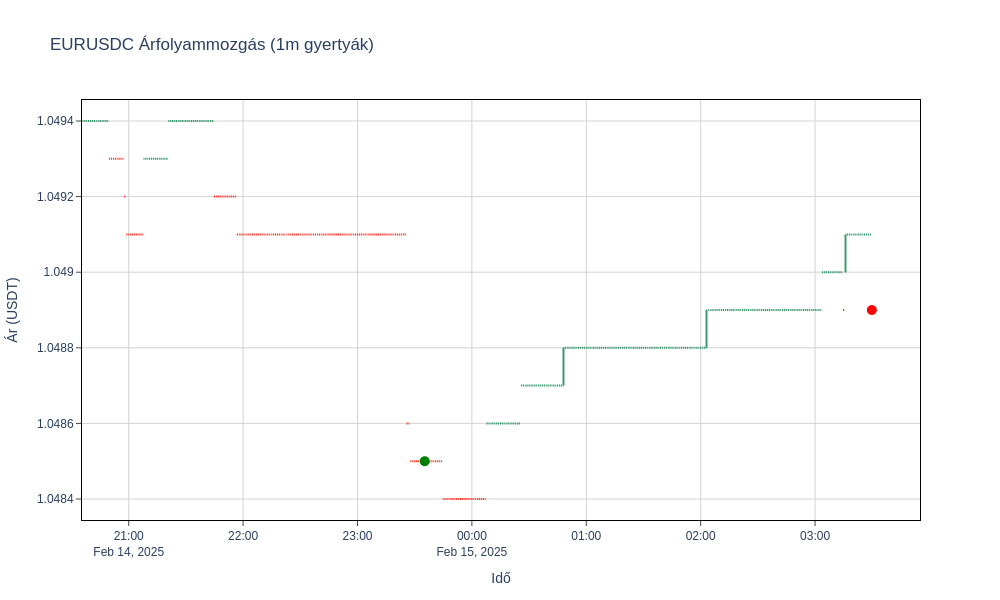 EURUSDC Árfolyammozgás (1m gyertyák)
Ár (USDT)
1.0494
1.0492
1.049
1.0488
1.0486
1.0484
21:00
Feb 14, 2025
22:00
23:00
00:00
Feb 15, 2025
01:00
02:00
03:00
Idő